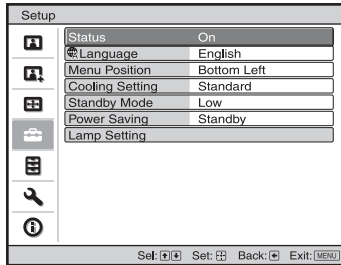 Setup
Status On
Language English
Menu Position Bottom Left
Cooling Setting Standard
Standby Mode Low
Power Saving Standby
Lamp Setting
Sel: Set: Back: Exit: MENU